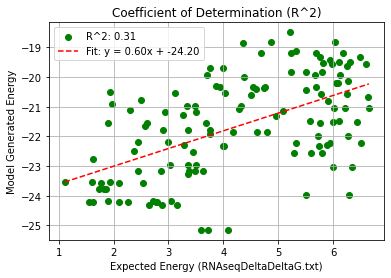 Coefficient of Determination (R^2)
R^2: 0.31
Fit: y = 0.60x + -24.20
Model Generated Energy
−19
−20
−21
−22
−23
−24
−25
1 2 3 4 5 6
Expected Energy (RNAseqDeltaDeltaG.txt)